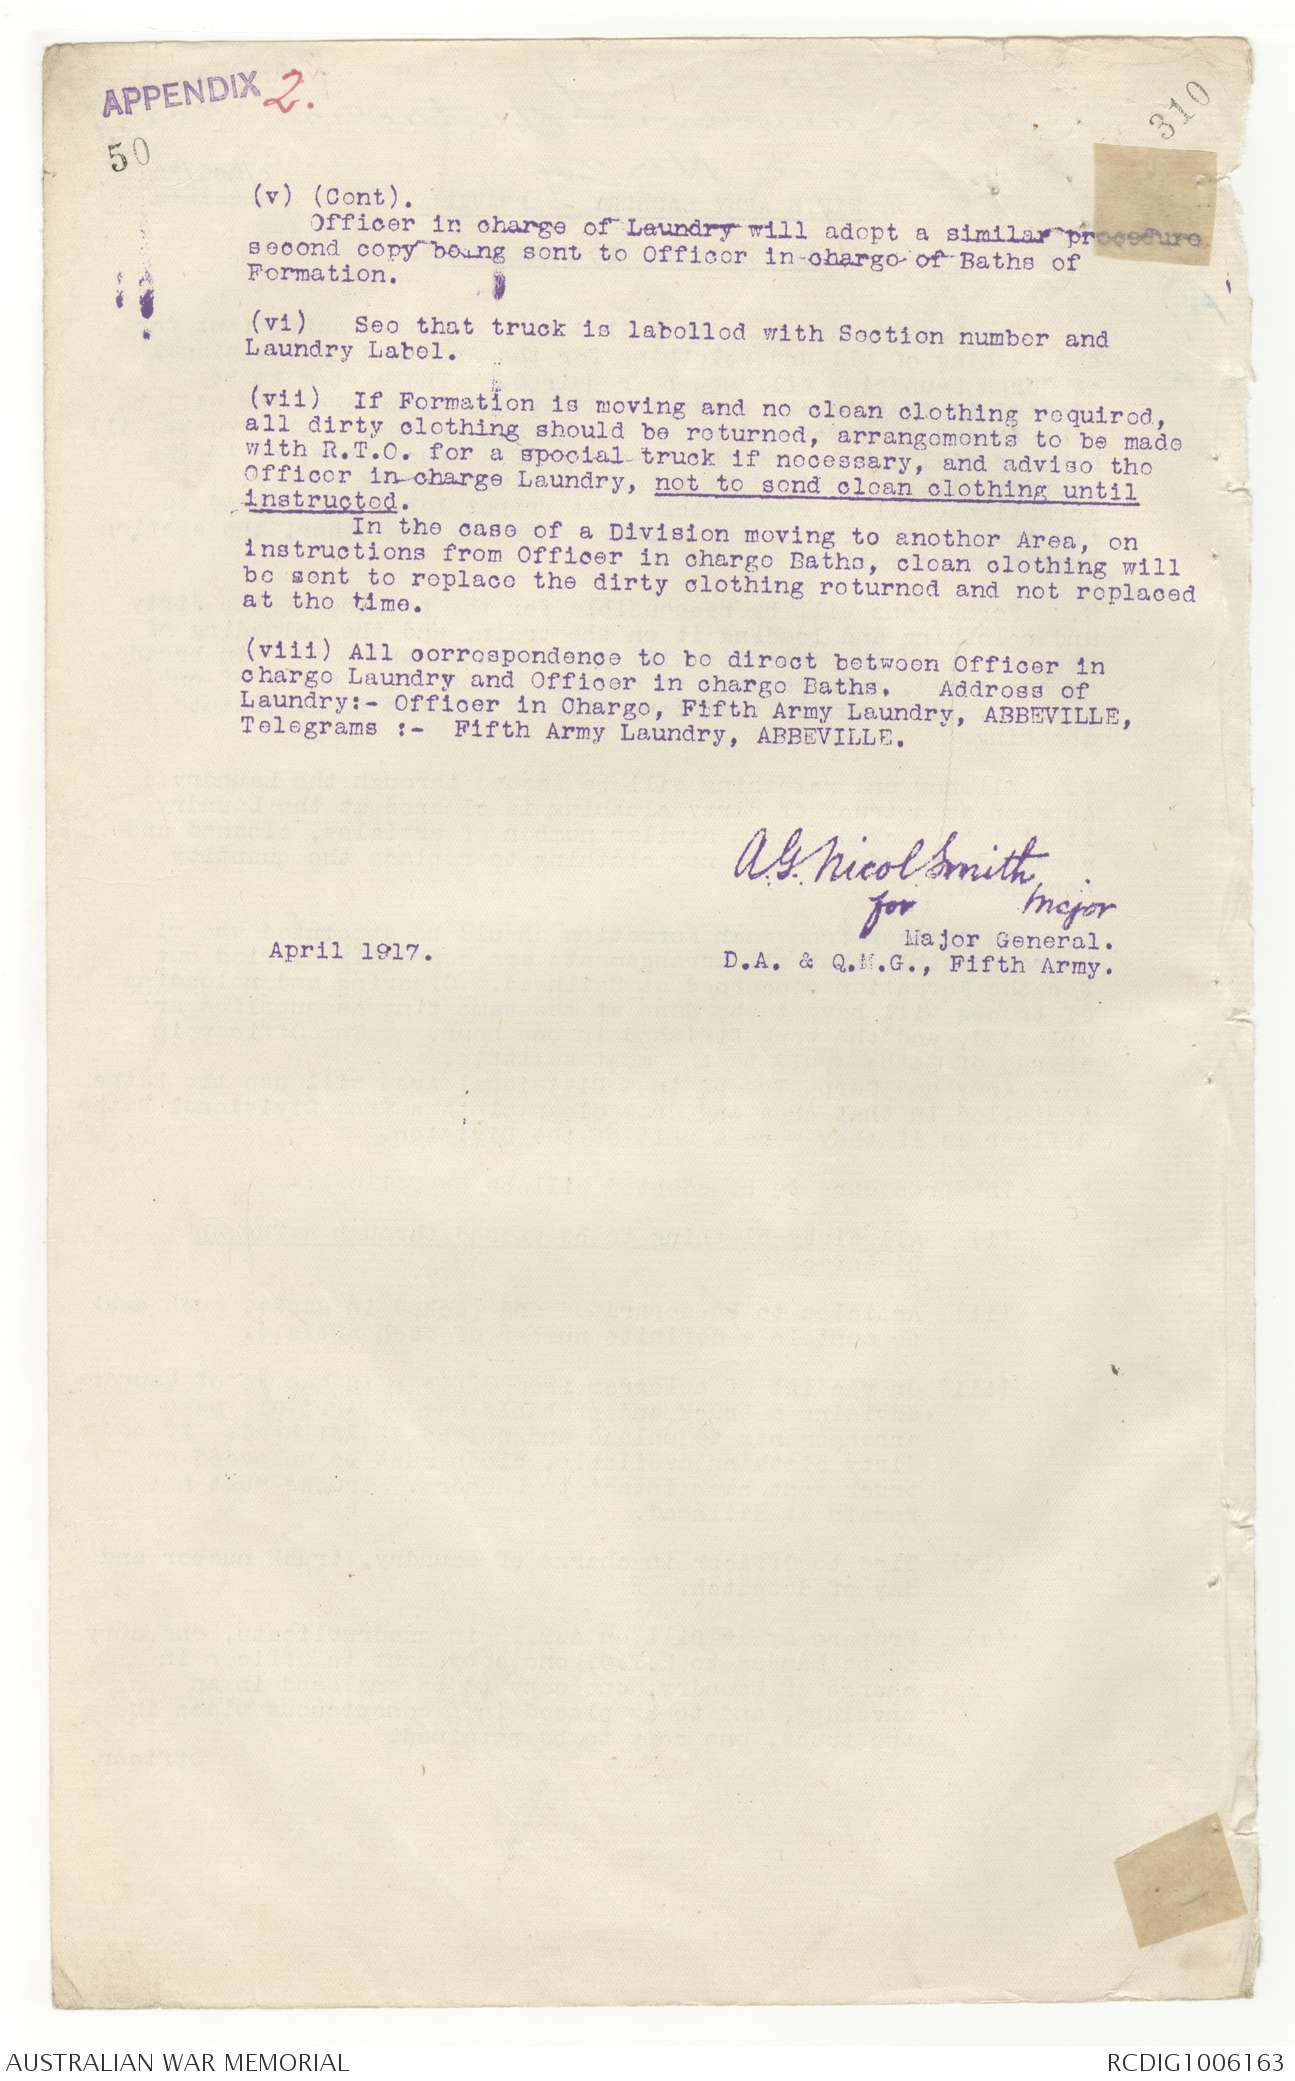 APPENDIX 2.
50
310
(v) (Cont).
Officer in charge of Laundry will adopt a similar procedure
second copy being sent to Officer in charge of Baths of
Formation.
(vi) See that truck is labelled with Section number and
Laundry Label.
(vii) If Formation is moving and no clean clothing required,
all dirty clothing should be returned, arrangements to be made
with R.T.O. for a special truck if necessary, and advise the
Officer in charge Laundry, not to send clean clothing until
instructed.
In the case of a Division moving to another Area, on
instructions from Officer in charge Baths, clean clothing will
be sent to replace the dirty clothing returned and not replaced
at the time.
(viii) All correspondence to be direct between Officer in
charge Laundry and Officer in charge Baths. Address of
Laundry:- Officer in Charge, Fifth Army Laundry, ABBEVILLE,
Telegrams :- Fifth Army Laundry, ABBEVILLE.
A.G. Nicol Smith
for Major
Major General.
April 1917.
D.A. & Q.M.G., Fifth Army.
AUSTRALIAN WAR MEMORIAL
RCDIG1006163